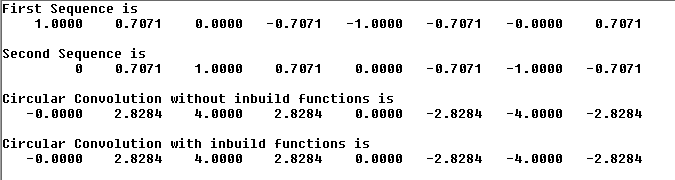 First Sequence is
1.0000 0.7071 0.0000 -0.7071 -1.0000 -0.7071 -0.0000 0.7071
Second Sequence is
0 0.7071 1.0000 0.7071 0.0000 -0.7071 -1.0000 -0.7071
Circular Convolution without inbuild functions is
-0.0000 2.8284 4.0000 2.8284 0.0000 -2.8284 -4.0000 -2.8284
Circular Convolution with inbuild functions is
-0.0000 2.8284 4.0000 2.8284 0.0000 -2.8284 -4.0000 -2.8284